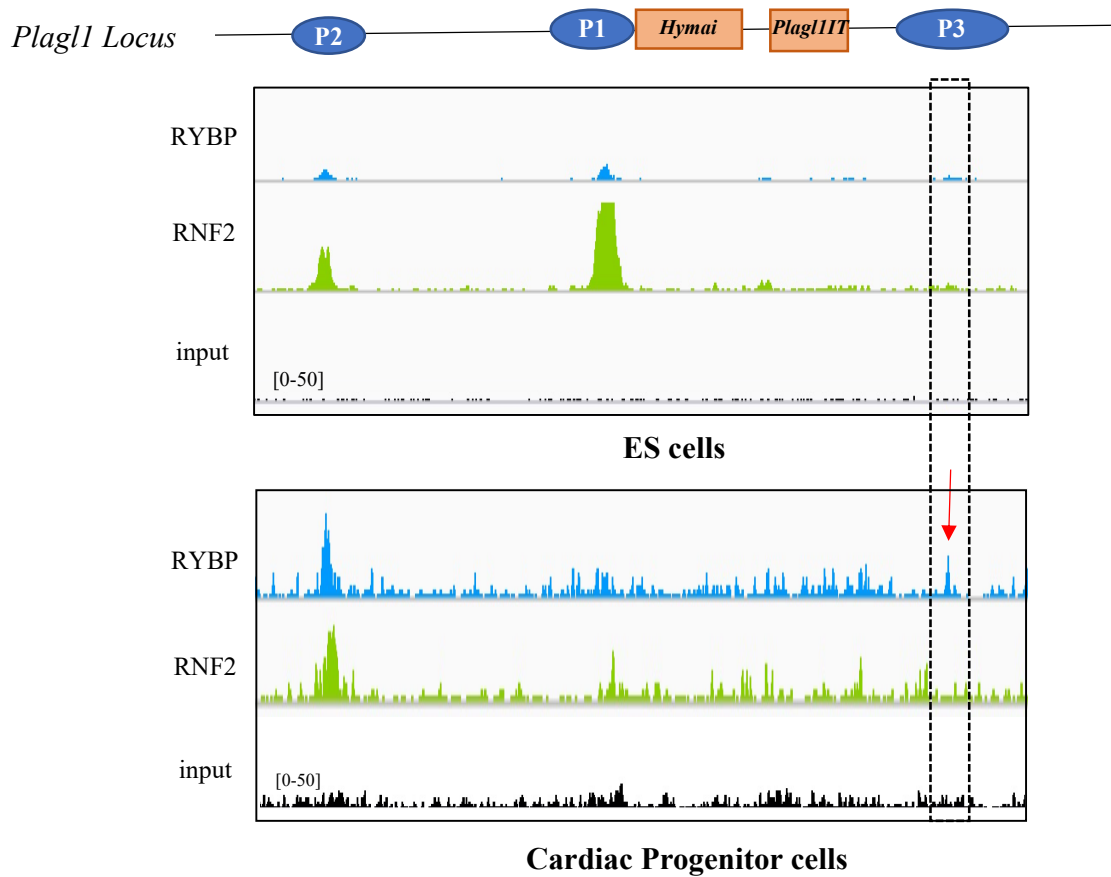 Plagl1 Locus
P2
P1
Hymai
Plagl1IT
P3
RYBP
RNF2
input
[0-50]
ES cells
RYBP
RNF2
input
[0-50]
Cardiac Progenitor cells